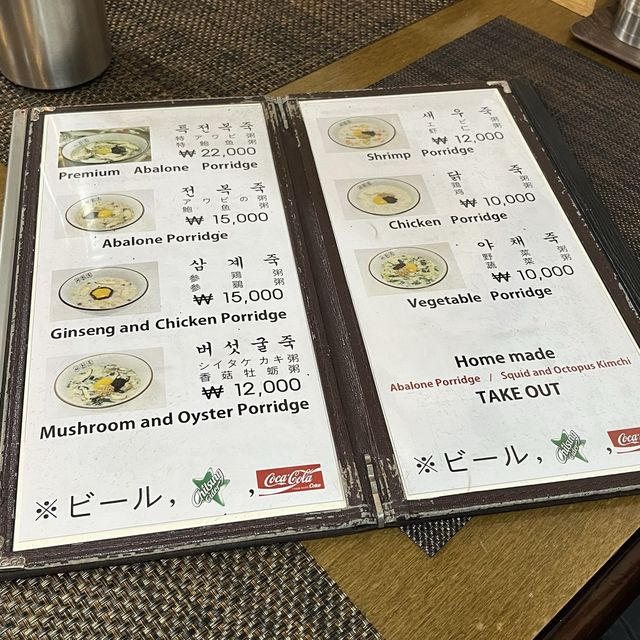 특 전 복 죽
特 ア ワ ビ 粥
特 鮑 魚 粥
₩ 22,000
Premium Abalone Porridge
전 복 죽
ア ワ ビ の 粥
鮑 魚 粥
₩ 15,000
Abalone Porridge
삼 계 죽
参 鶏 粥
参 鶏 粥
₩ 15,000
Ginseng and Chicken Porridge
버 섯 굴 죽
シイタケカキ粥
香 菇 牡 蛎 粥
₩ 12,000
Mushroom and Oyster Porridge
※ ビール ,
,
Coca-Cola
Coke
새 우 죽
エ ビ 粥
虾 仁 粥
₩ 12,000
Shrimp Porridge
닭 죽
鶏 粥
鸡 粥
₩ 10,000
Chicken Porridge
야 채 죽
野 菜 粥
蔬 菜 粥
₩ 10,000
Vegetable Porridge
Home made
Abalone Porridge / Squid and Octopus Kimchi
TAKE OUT
※ ビール ,
,
Coca